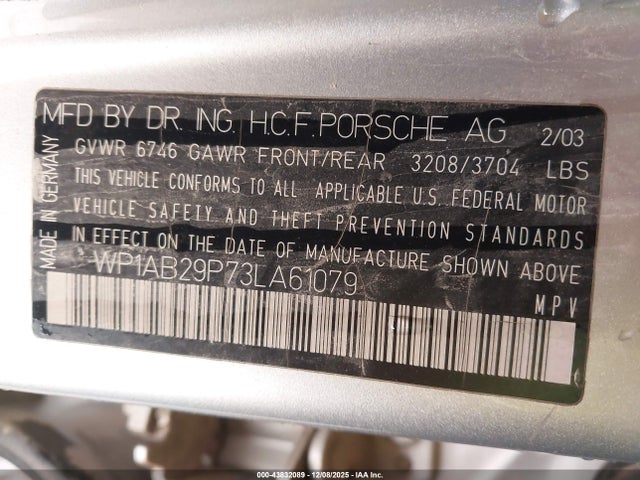 MFD BY DR. ING. H.C.F. PORSCHE AG 2/03
GVWR 6746 GAWR FRONT/REAR 3208/3704 LBS
THIS VEHICLE CONFORMS TO ALL APPLICABLE U.S. FEDERAL MOTOR
VEHICLE SAFETY AND THEFT PREVENTION STANDARDS
IN EFFECT ON THE DATE OF MANUFACTURE SHOWN ABOVE
WP1AB29P73LA61079
MPV
MADE IN GERMANY
000-43832089 - 12/08/2025 - IAA Inc.